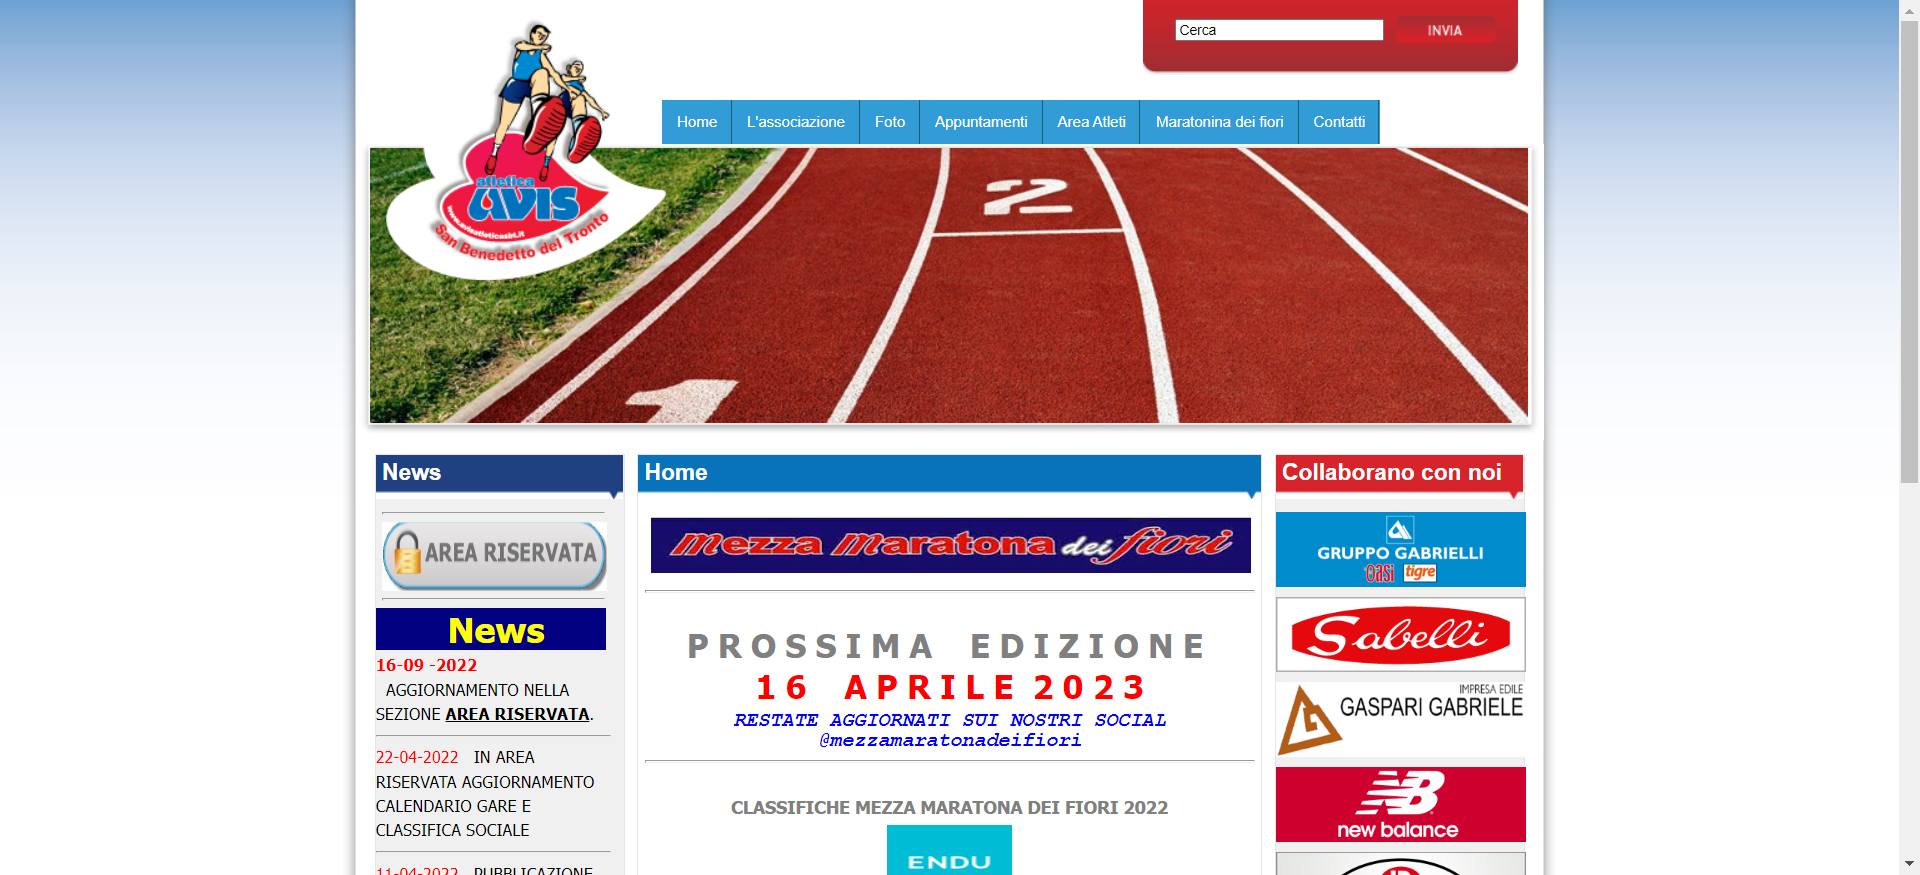 Cerca
INVIA
Home
L'associazione
Foto
Appuntamenti
Area Atleti
Maratonina dei fiori
Contatti
atletica
AVIS
www.avisatleticasbt.it
San Benedetto del Tronto
2
1
News
AREA RISERVATA
News
16-09 -2022
AGGIORNAMENTO NELLA
SEZIONE AREA RISERVATA.
22-04-2022 IN AREA
RISERVATA AGGIORNAMENTO
CALENDARIO GARE E
CLASSIFICA SOCIALE
11-04-2022 PUBBLICAZIONE
Home
Mezza Maratona dei fiori
PROSSIMA EDIZIONE
16 APRILE 2023
RESTATE AGGIORNATI SUI NOSTRI SOCIAL
@mezzamaratonadeifiori
CLASSIFICHE MEZZA MARATONA DEI FIORI 2022
ENDU
Collaborano con noi
GRUPPO GABRIELLI
oasi tigre
Sabelli
IMPRESA EDILE
GASPARI GABRIELE
NB
new balance